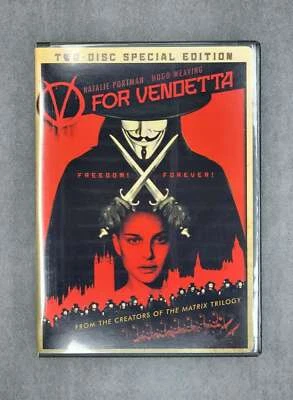 TWO-DISC SPECIAL EDITION
NATALIE PORTMAN HUGO WEAVING
V FOR VENDETTA
FREEDOM! FOREVER!
FROM THE CREATORS OF THE MATRIX TRILOGY